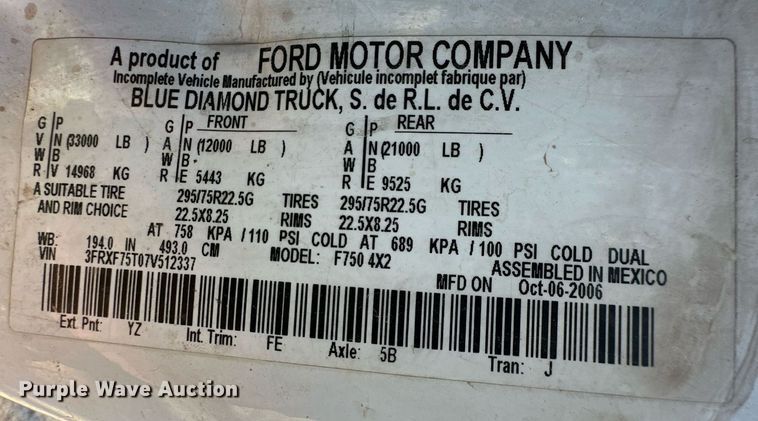 A product of FORD MOTOR COMPANY
Incomplete Vehicle Manufactured by (Vehicule incomplet fabrique par)
BLUE DIAMOND TRUCK, S. de R.L. de C.V.
G P G P FRONT G P REAR
V N (33000 LB ) A N (12000 LB ) A N (21000 LB )
W B W B W B
R V 14968 KG R E 5443 KG R E 9525 KG
A SUITABLE TIRE 295/75R22.5G TIRES 295/75R22.5G TIRES
AND RIM CHOICE 22.5X8.25 RIMS 22.5X8.25 RIMS
AT 758 KPA/110 PSI COLD AT 689 KPA/100 PSI COLD DUAL
WB: 194.0 in 493.0 CM ASSEMBLED IN MEXICO
VIN 3FRXF75T07V512337 MODEL: F750 4X2 MFD ON Oct-06-2006
Ext. Pnt: YZ Int. Trim: FE Axle: 5B Tran: J
Purple Wave Auction